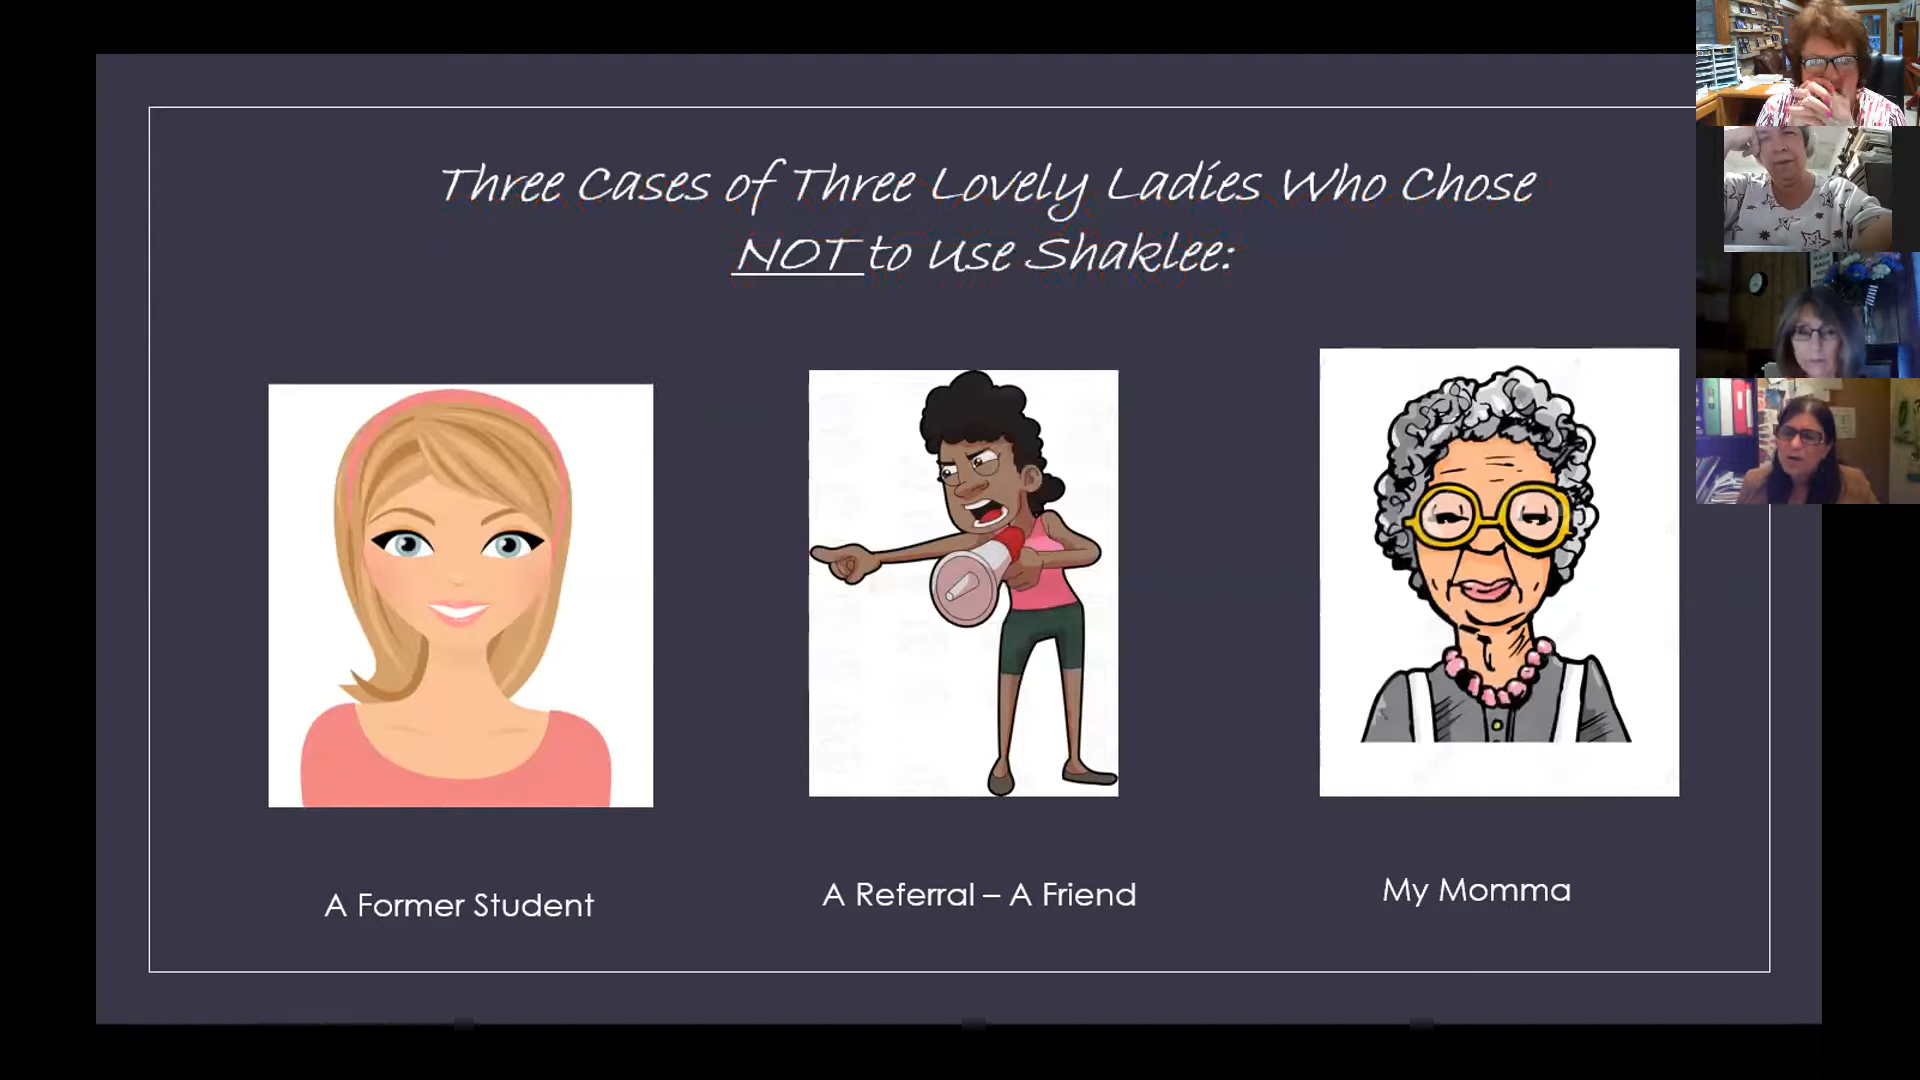 Three Cases of Three Lovely Ladies Who Chose
NOT to Use Shaklee:
A Former Student
A Referral – A Friend
My Momma